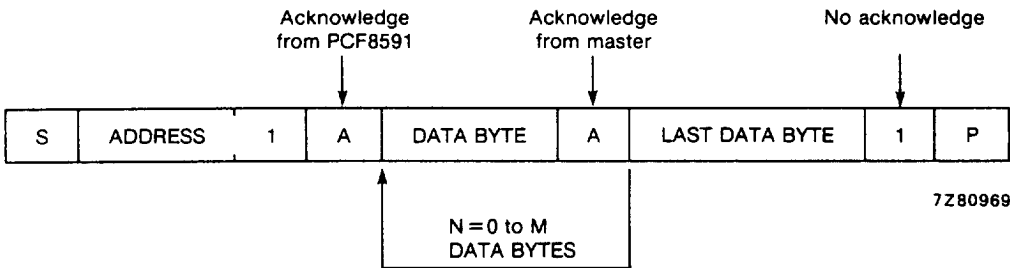 Acknowledge
from PCF8591
Acknowledge
from master
No acknowledge
S ADDRESS 1 A DATA BYTE A LAST DATA BYTE 1 P
7Z80969
N = 0 to M
DATA BYTES